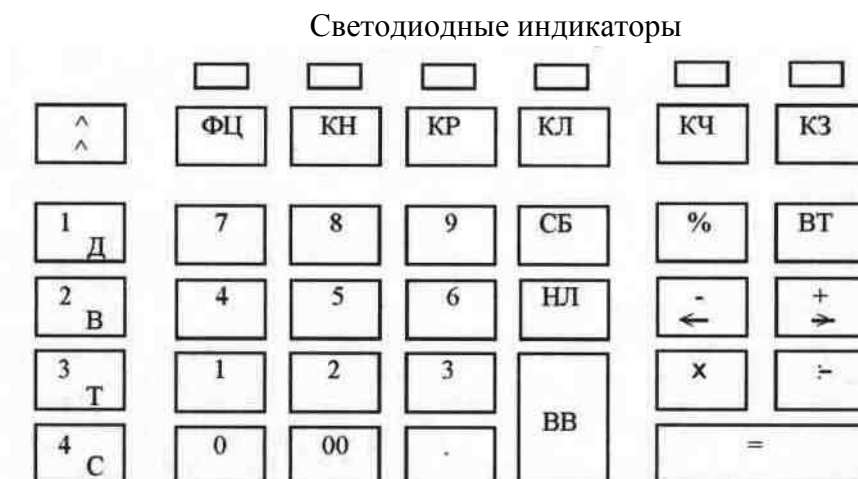 Светодиодные индикаторы
^ ФЦ КН КР КЛ КЧ КЗ
^
1 7 8 9 СБ % ВТ
Д
2 4 5 6 НЛ - +
В ← →
3 1 2 3 x :-
Т
ВВ
4 0 00 . =
С